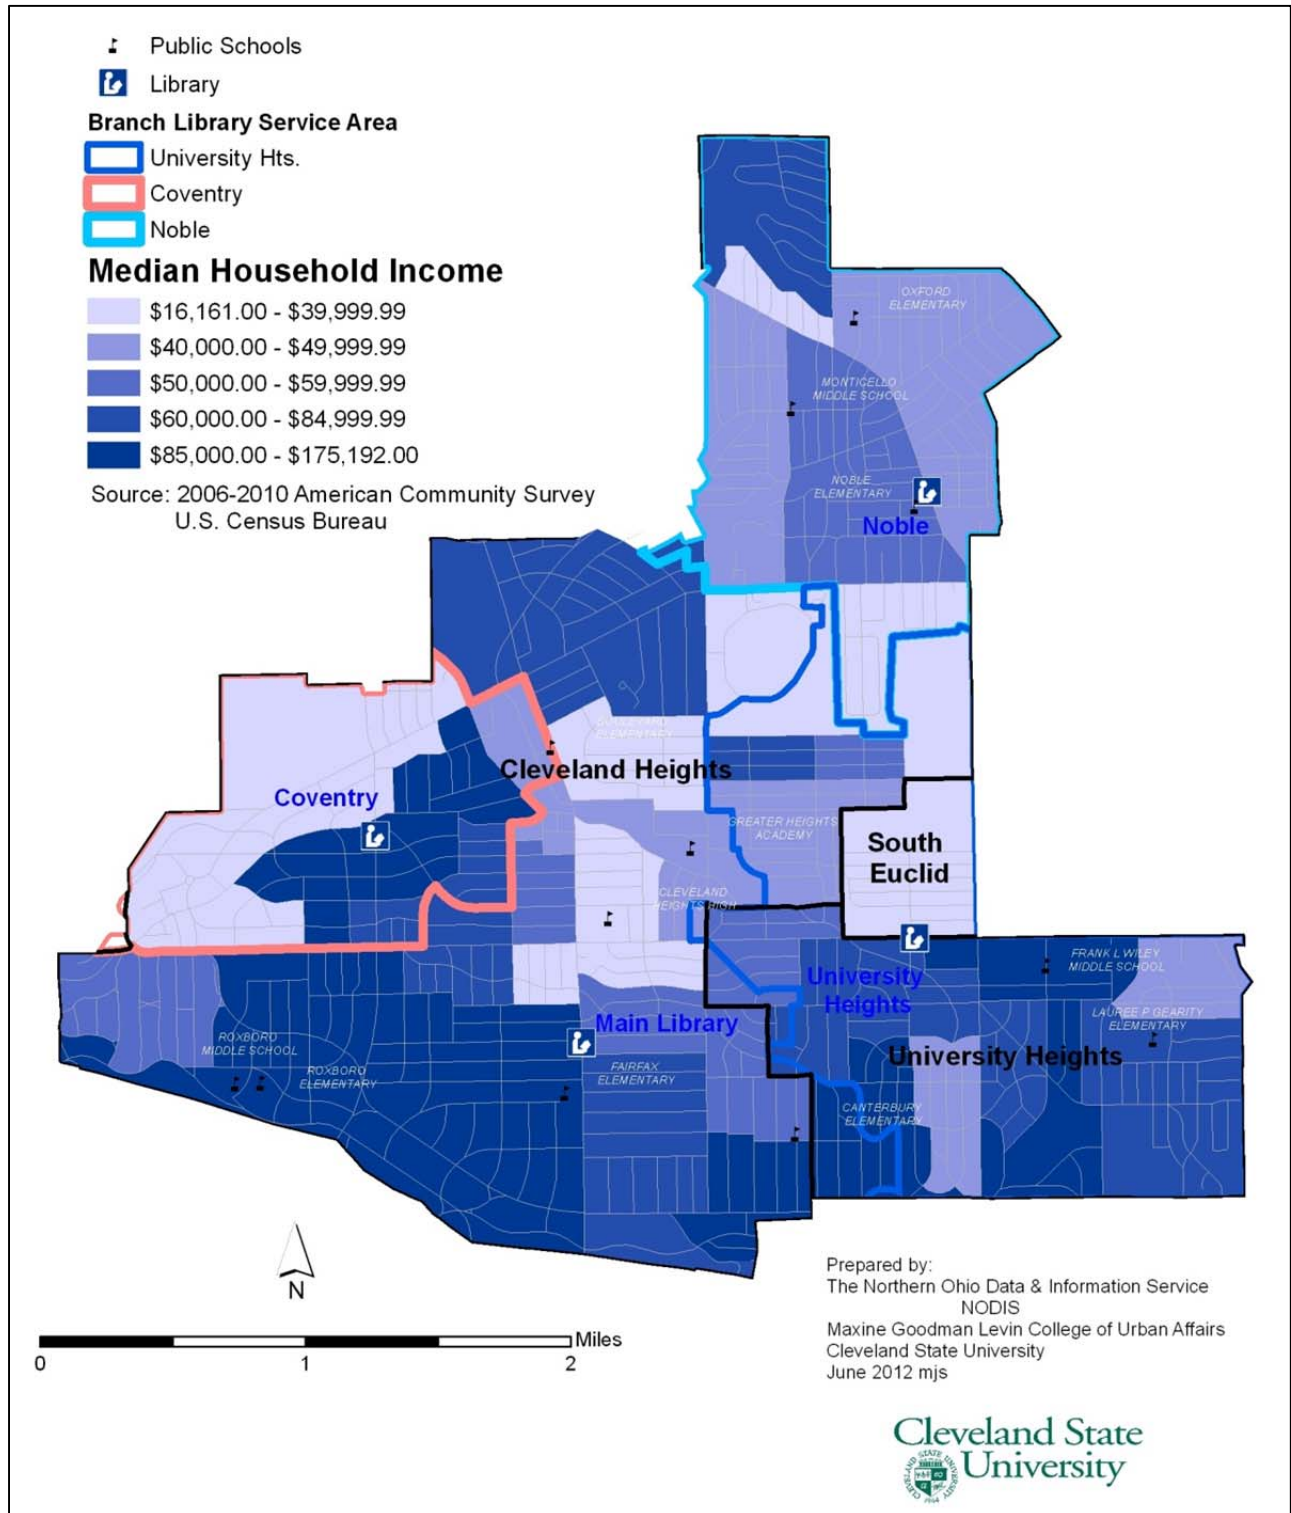 Public Schools
Library
Branch Library Service Area
University Hts.
Coventry
Noble
Median Household Income
$16,161.00 - $39,999.99
$40,000.00 - $49,999.99
$50,000.00 - $59,999.99
$60,000.00 - $84,999.99
$85,000.00 - $175,192.00
Source: 2006-2010 American Community Survey
U.S. Census Bureau
OXFORD
ELEMENTARY
MONTICELLO
MIDDLE SCHOOL
NOBLE
ELEMENTARY
Noble
ELEMENTARY
Cleveland Heights
Coventry
GREATER HEIGHTS
ACADEMY
South
Euclid
CLEVELAND
HEIGHTS HIGH
FRANK L WILEY
MIDDLE SCHOOL
University
Heights
LAUREE P GEARITY
ELEMENTARY
Main Library
ROXBORO
MIDDLE SCHOOL
University Heights
ROXBORO
ELEMENTARY
FAIRFAX
ELEMENTARY
CANTERBURY
ELEMENTARY
N
Miles
0 1 2
Prepared by:
The Northern Ohio Data & Information Service
NODIS
Maxine Goodman Levin College of Urban Affairs
Cleveland State University
June 2012 mjs
Cleveland State
University